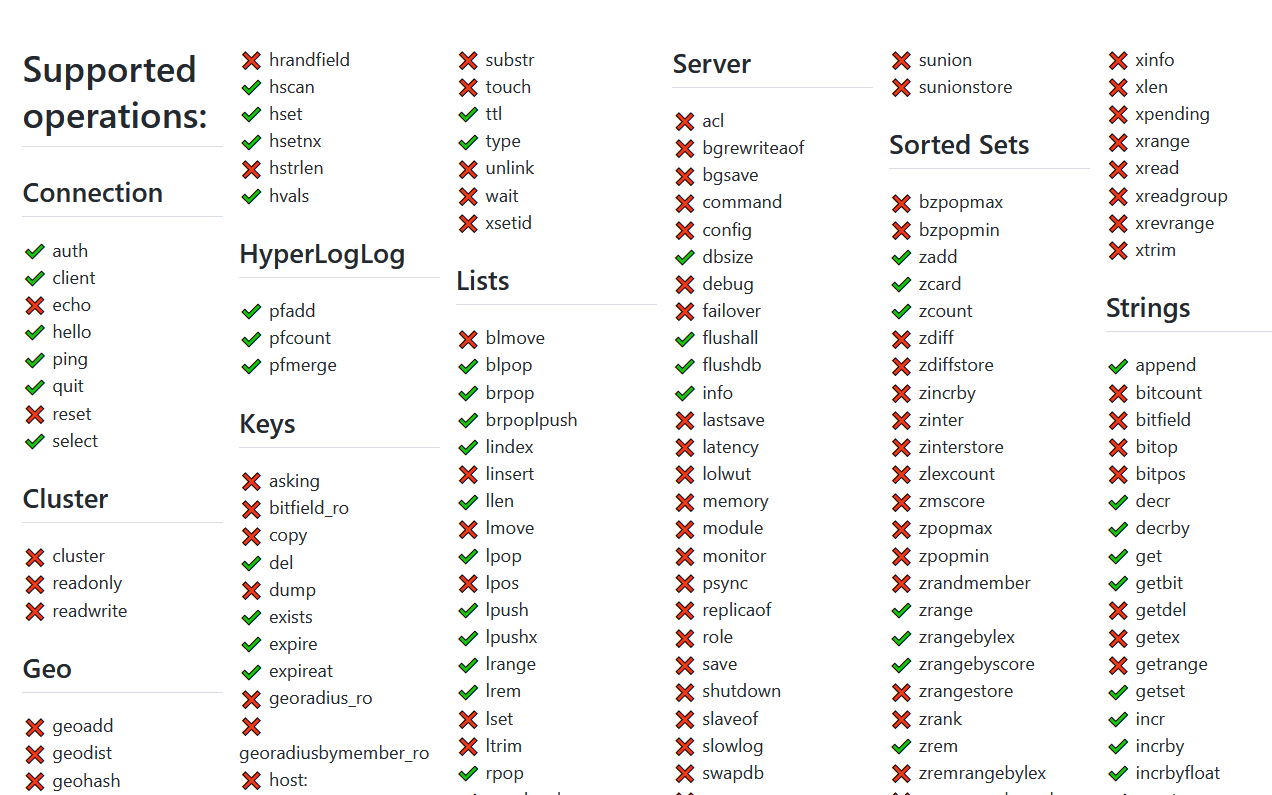 Supported
operations:
Connection
auth
client
echo
hello
ping
quit
reset
select
Cluster
cluster
readonly
readwrite
Geo
geoadd
geodist
geohash
hrandfield
hscan
hset
hsetnx
hstrlen
hvals
HyperLogLog
pfadd
pfcount
pfmerge
Keys
asking
bitfield_ro
copy
del
dump
exists
expire
expireat
georadius_ro
georadiusbymember_ro
host:
substr
touch
ttl
type
unlink
wait
xsetid
Lists
blmove
blpop
brpop
brpoplpush
lindex
linsert
llen
lmove
lpop
lpos
lpush
lpushx
lrange
lrem
lset
ltrim
rpop
Server
acl
bgrewriteaof
bgsave
command
config
dbsize
debug
failover
flushall
flushdb
info
lastsave
latency
lolwut
memory
module
monitor
psync
replicaof
role
save
shutdown
slaveof
slowlog
swapdb
sunion
sunionstore
Sorted Sets
bzpopmax
bzpopmin
zadd
zcard
zcount
zdiff
zdiffstore
zincrby
zinter
zinterstore
zlexcount
zmscore
zpopmax
zpopmin
zrandmember
zrange
zrangebylex
zrangebyscore
zrangestore
zrank
zrem
zremrangebylex
xinfo
xlen
xpending
xrange
xread
xreadgroup
xrevrange
xtrim
Strings
append
bitcount
bitfield
bitop
bitpos
decr
decrby
get
getbit
getdel
getex
getrange
getset
incr
incrby
incrbyfloat